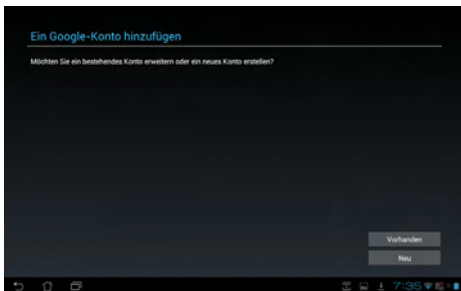 Ein Google-Konto hinzufügen
Möchten Sie ein bestehendes Konto erweitern oder ein neues Konto erstellen?
Vorhanden
Neu
7:35